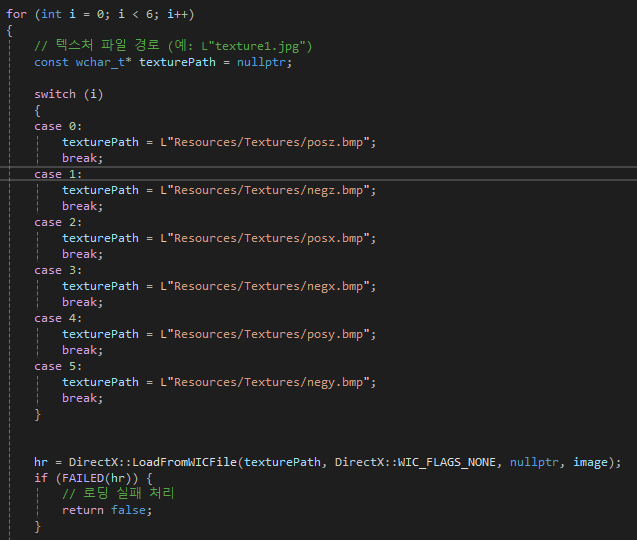 for (int i = 0; i < 6; i++)
{
    // 텍스처 파일 경로 (예: L"texture1.jpg")
    const wchar_t* texturePath = nullptr;

    switch (i)
    {
    case 0:
        texturePath = L"Resources/Textures/posz.bmp";
        break;
    case 1:
        texturePath = L"Resources/Textures/negz.bmp";
        break;
    case 2:
        texturePath = L"Resources/Textures/posx.bmp";
        break;
    case 3:
        texturePath = L"Resources/Textures/negx.bmp";
        break;
    case 4:
        texturePath = L"Resources/Textures/posy.bmp";
        break;
    case 5:
        texturePath = L"Resources/Textures/negy.bmp";
        break;
    }

    hr = DirectX::LoadFromWICFile(texturePath, DirectX::WIC_FLAGS_NONE, nullptr, image);
    if (FAILED(hr)) {
        // 로딩 실패 처리
        return false;
    }